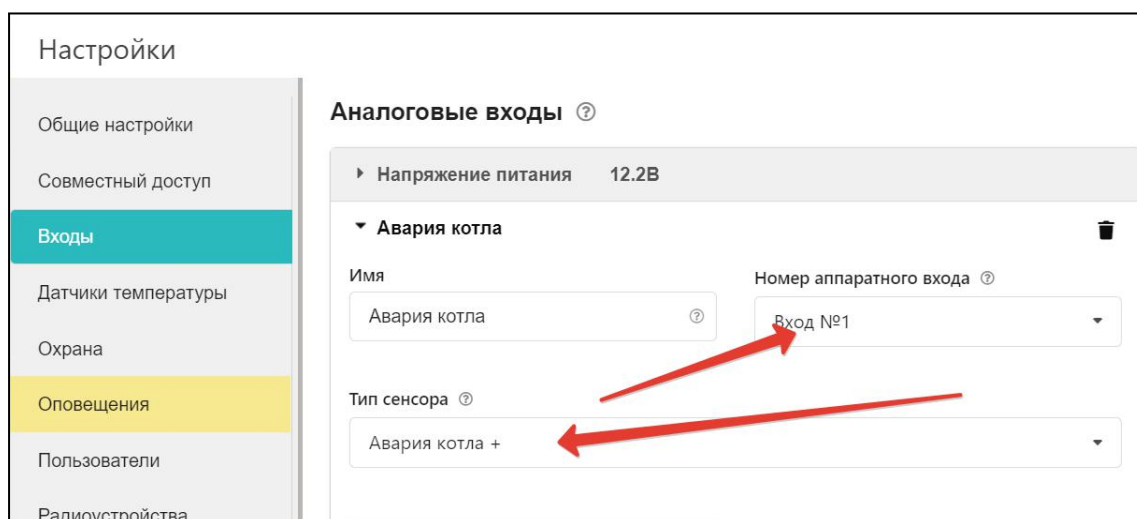 Настройки
Общие настройки
Совместный доступ
Входы
Датчики температуры
Охрана
Оповещения
Пользователи
Радиоустройства
Аналоговые входы ?
Напряжение питания 12.2В
Авария котла
Имя
Авария котла ?
Номер аппаратного входа ?
Вход №1
Тип сенсора ?
Авария котла +